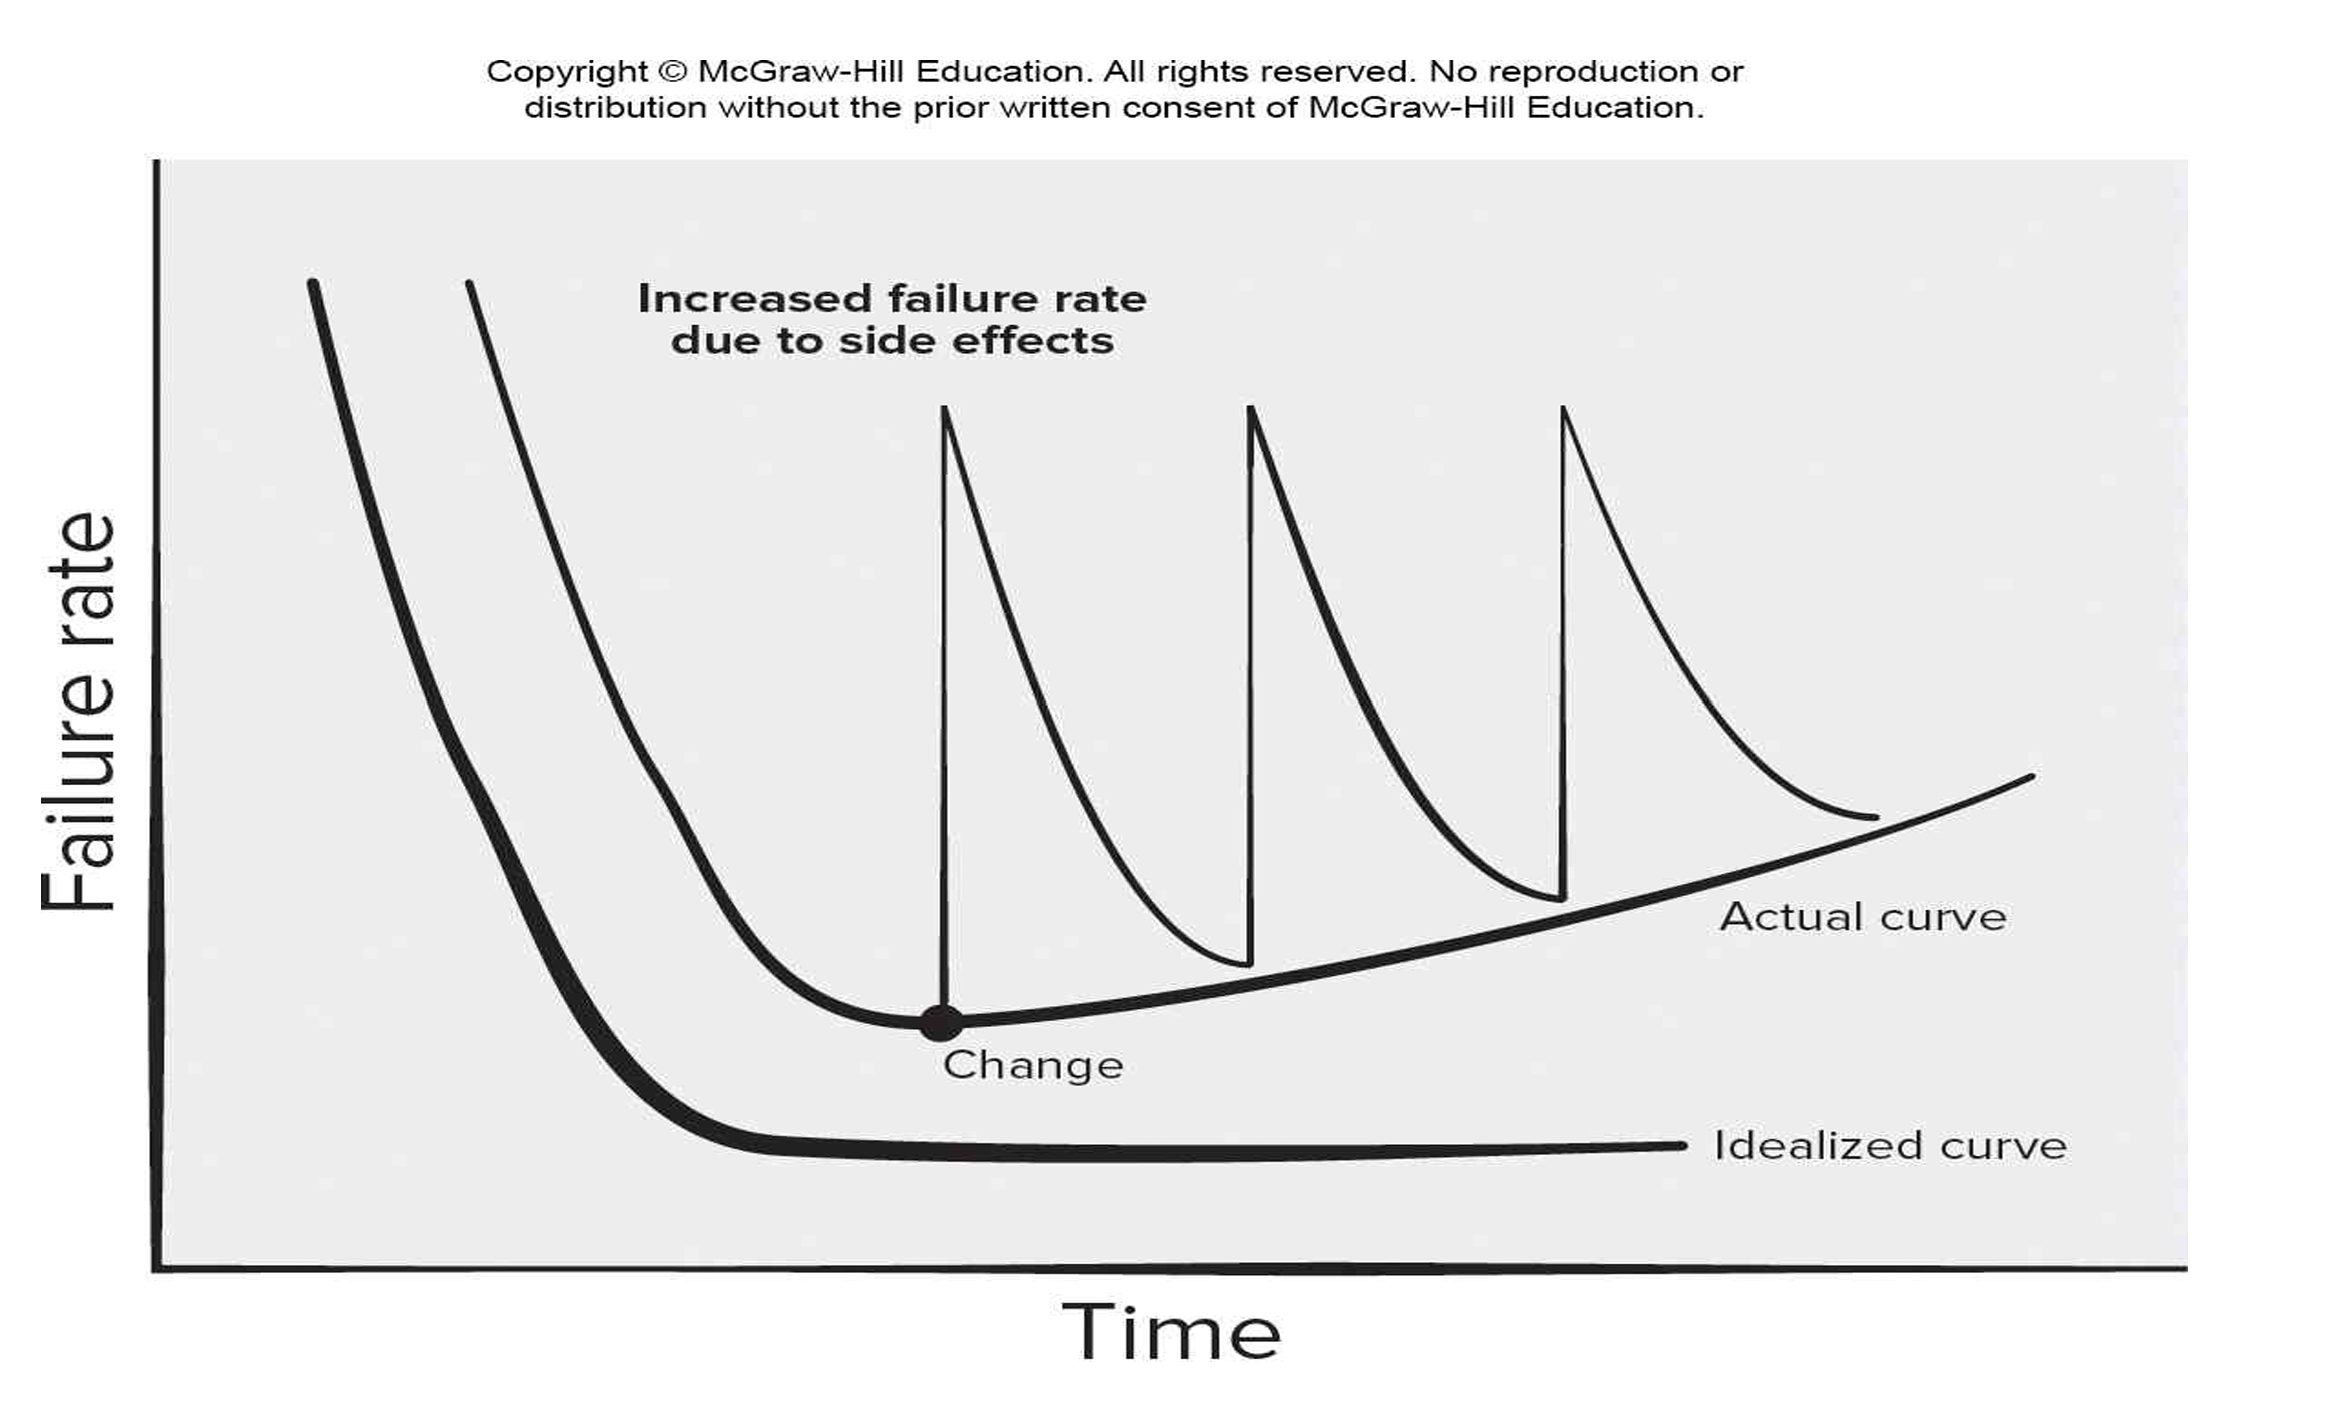 Copyright © McGraw-Hill Education. All rights reserved. No reproduction or
distribution without the prior written consent of McGraw-Hill Education.
Increased failure rate
due to side effects
Failure rate
Actual curve
Change
Idealized curve
Time